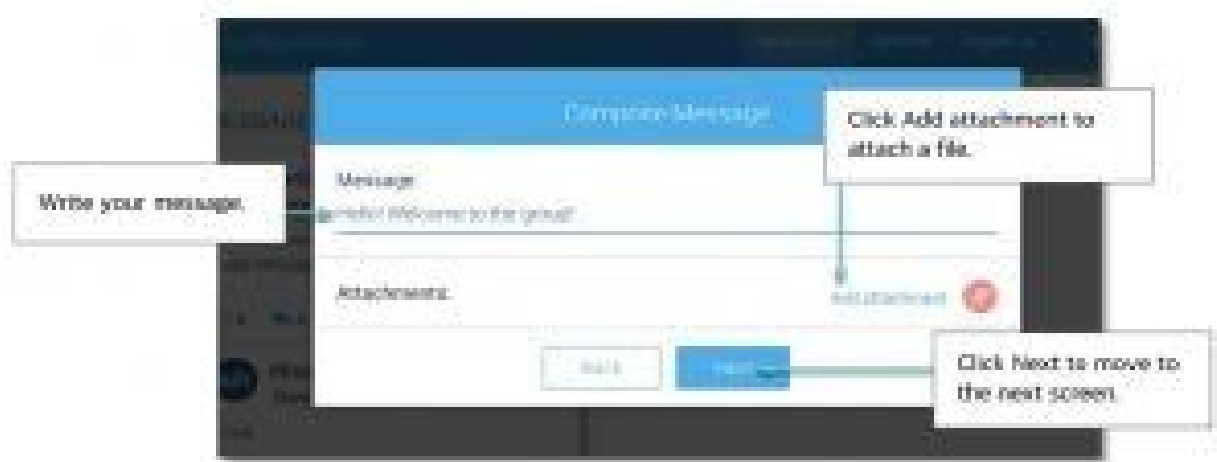 Compose Message
Click Add attachment to
attach a file.
Write your message.
Message
Hello! Welcome to the group!
Attachments
Add attachment
BACK
NEXT
Click Next to move to
the next screen.